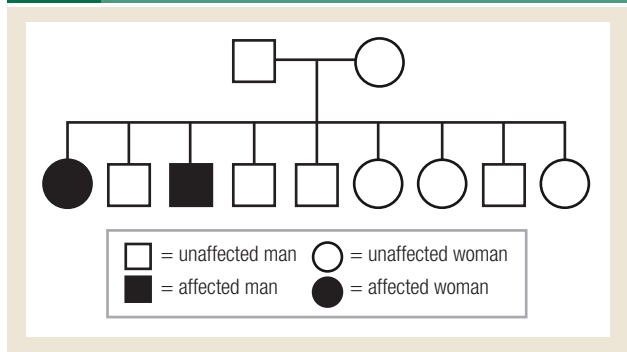 = unaffected man = unaffected woman
= affected man = affected woman